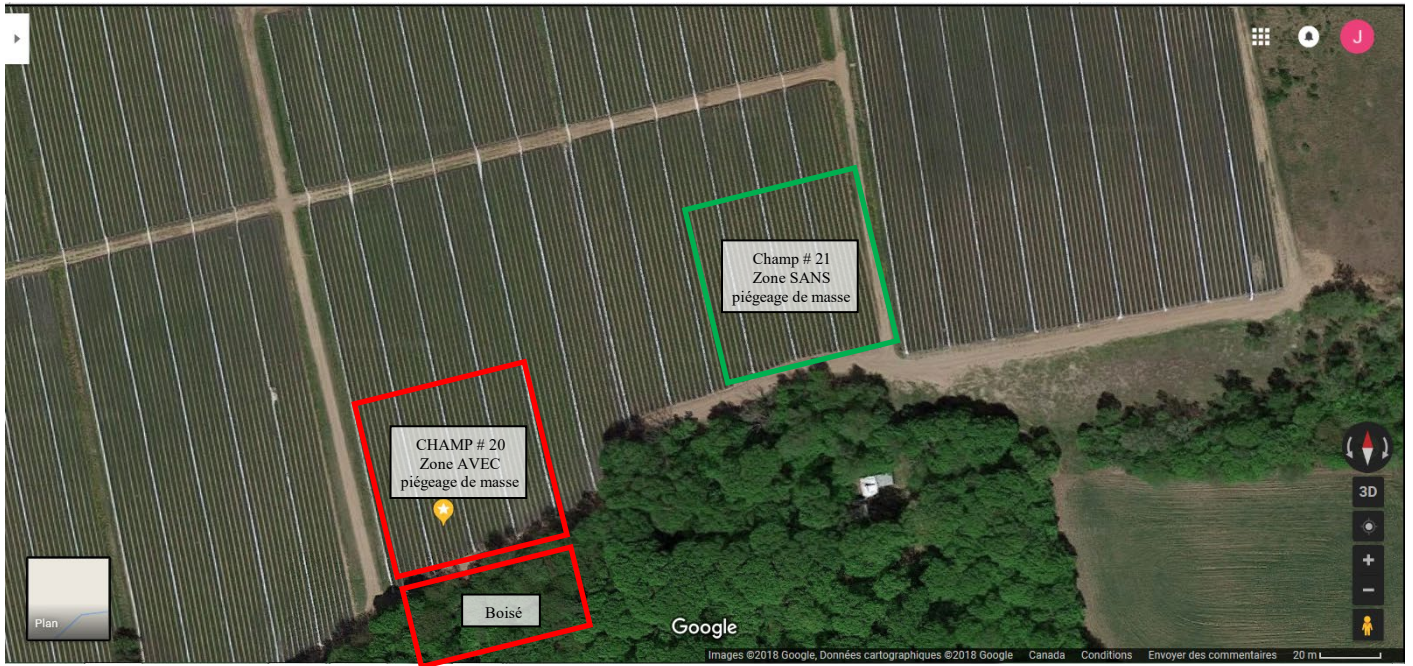 J
Champ # 21
Zone SANS
piégeage de masse
CHAMP # 20
Zone AVEC
piégeage de masse
3D
Plan
Boisé
Google
Images ©2018 Google, Données cartographiques ©2018 Google Canada Conditions Envoyer des commentaires 20 m